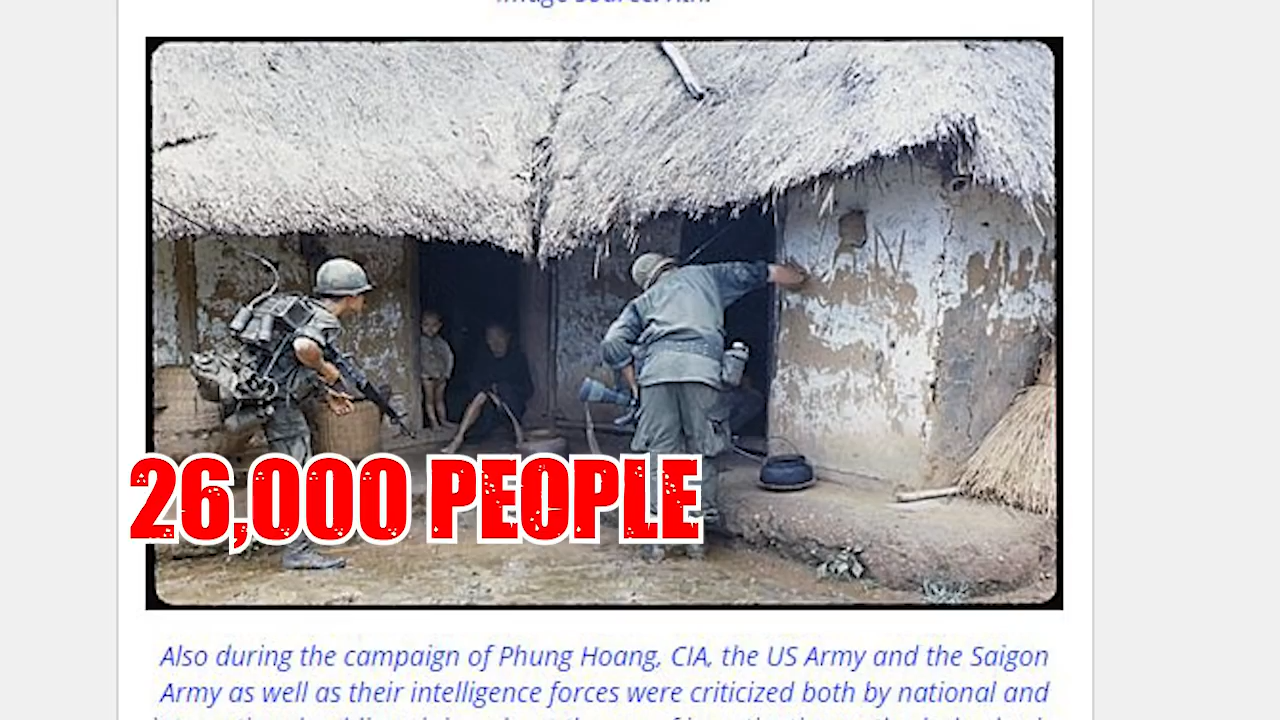 26,000 PEOPLE
Also during the campaign of Phung Hoang, CIA, the US Army and the Saigon
Army as well as their intelligence forces were criticized both by national and